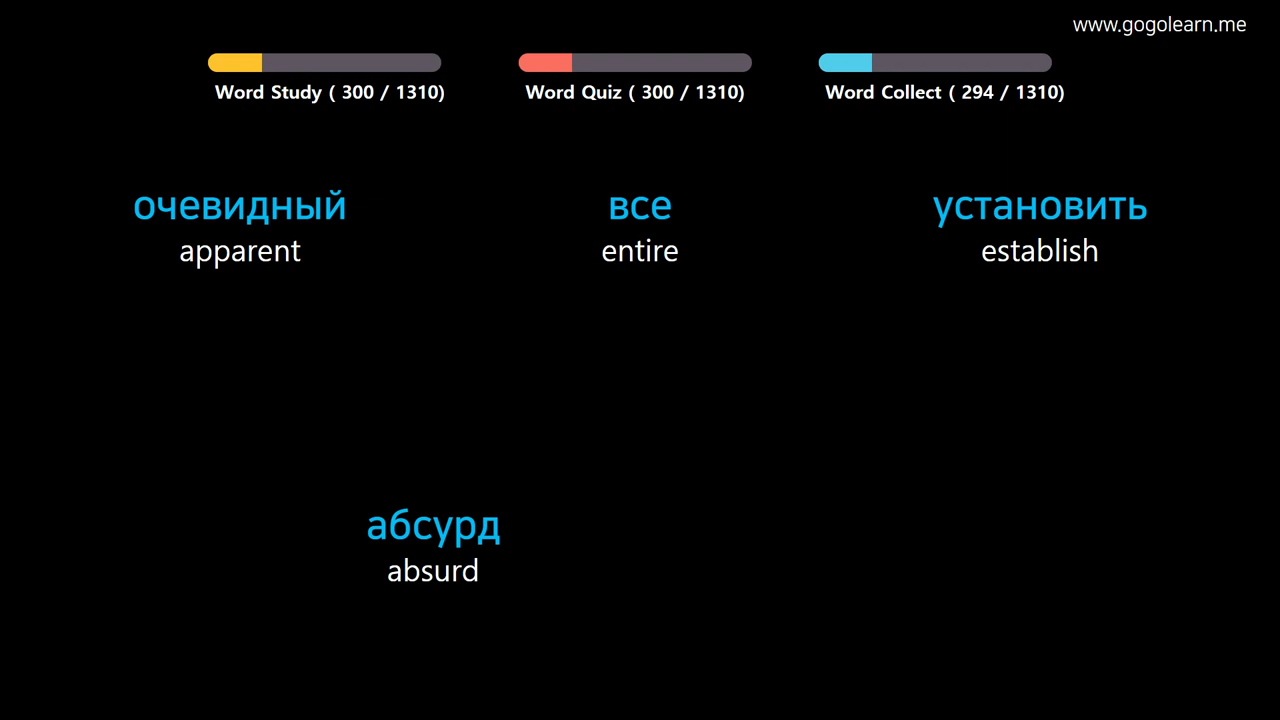 www.gogolearn.me
Word Study ( 300 / 1310)
Word Quiz ( 300 / 1310)
Word Collect ( 294 / 1310)
очевидный
apparent
все
entire
установить
establish
абсурд
absurd